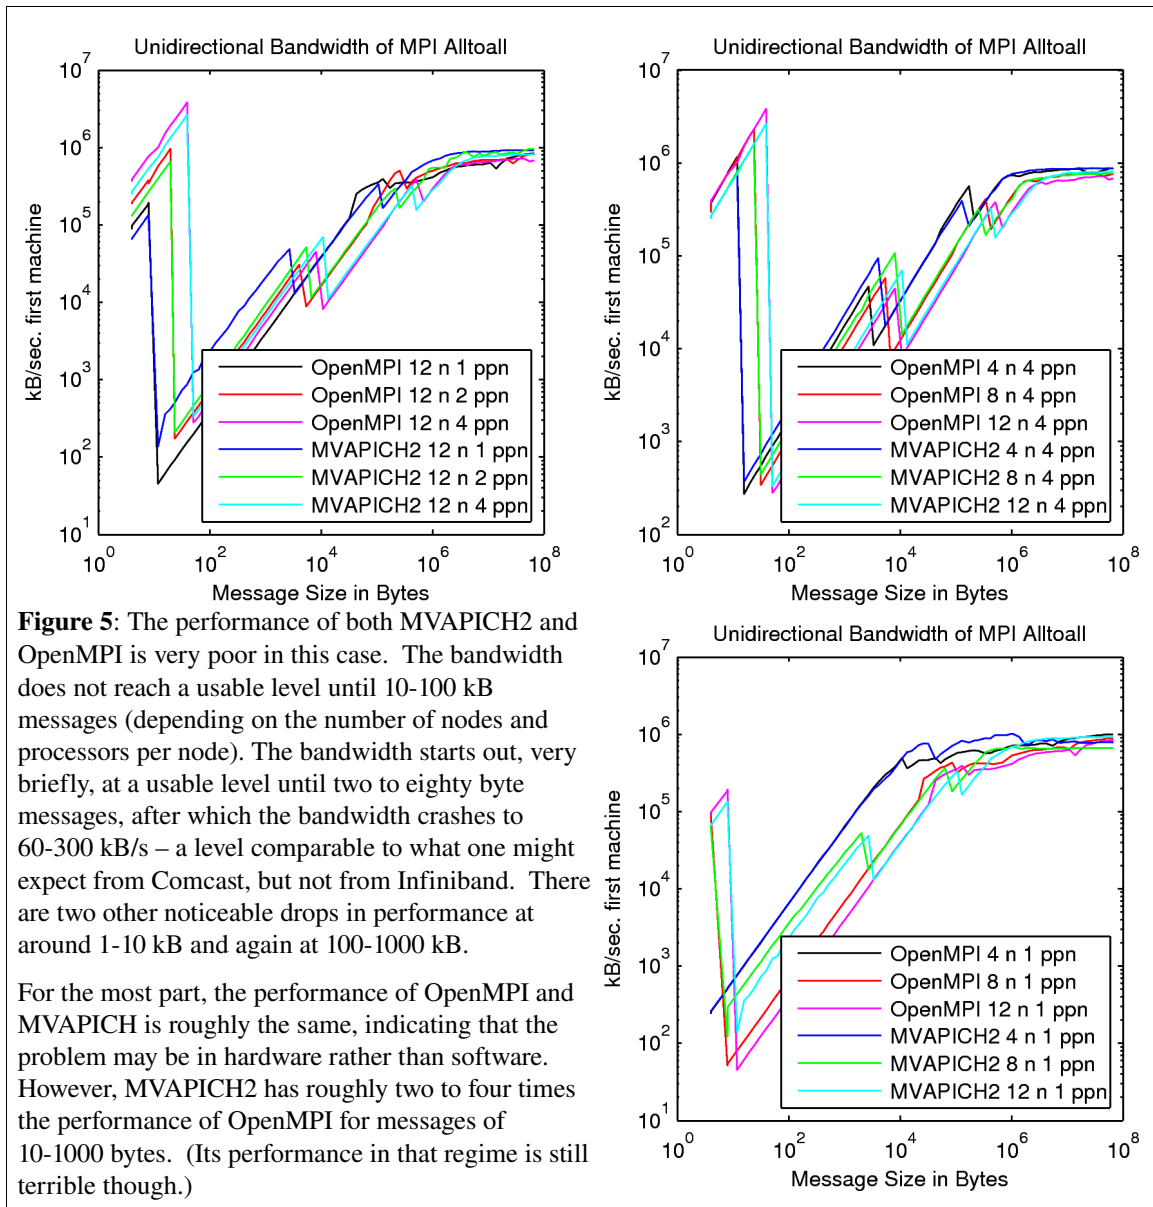 Unidirectional Bandwidth of MPI Alltoall
10^7
10^6
10^5
10^4
10^3
10^2
10^1
kB/sec. first machine
OpenMPI 12 n 1 ppn
OpenMPI 12 n 2 ppn
OpenMPI 12 n 4 ppn
MVAPICH2 12 n 1 ppn
MVAPICH2 12 n 2 ppn
MVAPICH2 12 n 4 ppn
10^0
10^2
10^4
10^6
10^8
Message Size in Bytes
Unidirectional Bandwidth of MPI Alltoall
10^7
10^6
10^5
10^4
10^3
10^2
kB/sec. first machine
OpenMPI 4 n 4 ppn
OpenMPI 8 n 4 ppn
OpenMPI 12 n 4 ppn
MVAPICH2 4 n 4 ppn
MVAPICH2 8 n 4 ppn
MVAPICH2 12 n 4 ppn
10^0
10^2
10^4
10^6
10^8
Message Size in Bytes
Figure 5: The performance of both MVAPICH2 and
OpenMPI is very poor in this case. The bandwidth
does not reach a usable level until 10-100 kB
messages (depending on the number of nodes and
processors per node). The bandwidth starts out, very
briefly, at a usable level until two to eighty byte
messages, after which the bandwidth crashes to
60-300 kB/s – a level comparable to what one might
expect from Comcast, but not from Infiniband. There
are two other noticeable drops in performance at
around 1-10 kB and again at 100-1000 kB.
For the most part, the performance of OpenMPI and
MVAPICH is roughly the same, indicating that the
problem may be in hardware rather than software.
However, MVAPICH2 has roughly two to four times
the performance of OpenMPI for messages of
10-1000 bytes. (Its performance in that regime is still
terrible though.)
Unidirectional Bandwidth of MPI Alltoall
10^7
10^6
10^5
10^4
10^3
10^2
10^1
kB/sec. first machine
OpenMPI 4 n 1 ppn
OpenMPI 8 n 1 ppn
OpenMPI 12 n 1 ppn
MVAPICH2 4 n 1 ppn
MVAPICH2 8 n 1 ppn
MVAPICH2 12 n 1 ppn
10^0
10^2
10^4
10^6
10^8
Message Size in Bytes